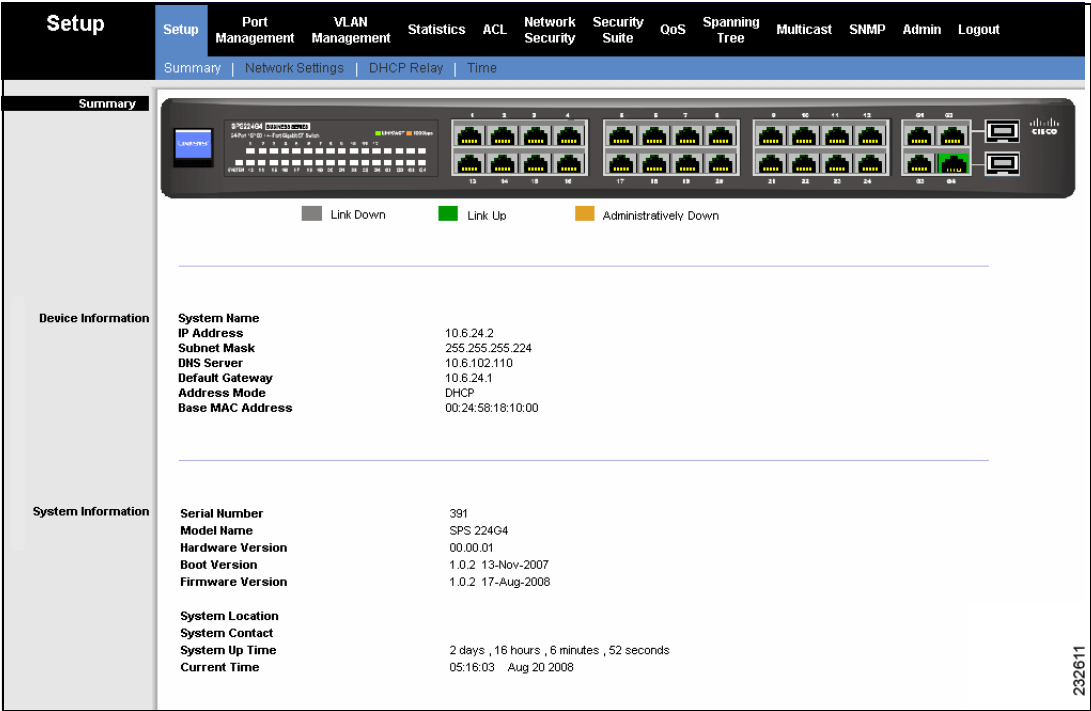 Setup
Setup Port Management VLAN Management Statistics ACL Network Security Security Suite QoS Spanning Tree Multicast SNMP Admin Logout
Summary | Network Settings | DHCP Relay | Time
Summary
SPS224G4 BUSINESS SERIES
LINK/ACT 1000Mbps
LINKSYS
1 2 3 4 5 6 7 8 9 10 11 12 G1 G2
CISCO
13 14 15 16 17 18 19 20 21 22 23 24 G3 G4
Link Down Link Up Administratively Down
Device Information
System Name
IP Address 10.6.24.2
Subnet Mask 255.255.255.224
DNS Server 10.6.102.110
Default Gateway 10.6.24.1
Address Mode DHCP
Base MAC Address 00:24:58:18:10:00
System Information
Serial Number 391
Model Name SPS 224G4
Hardware Version 00.00.01
Boot Version 1.0.2 13-Nov-2007
Firmware Version 1.0.2 17-Aug-2008
System Location
System Contact
System Up Time 2 days , 16 hours , 6 minutes , 52 seconds
Current Time 05:16:03 Aug 20 2008
232611